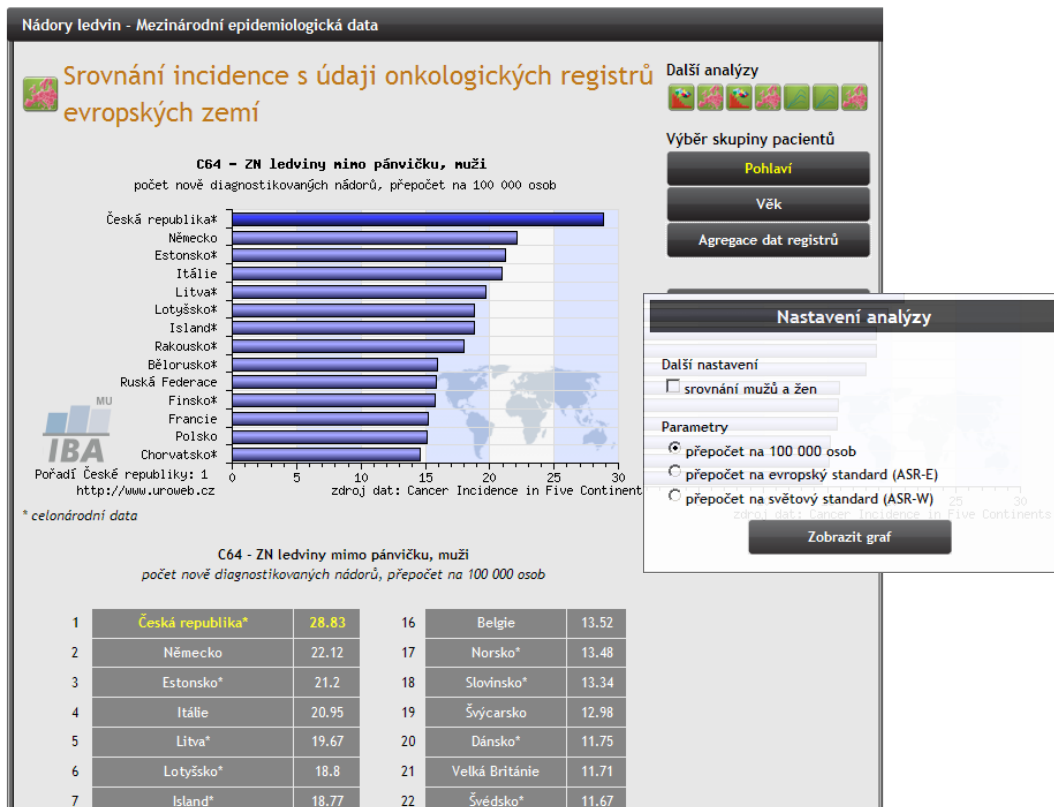 Nádory ledvin - Mezinárodní epidemiologická data
Srovnání incidence s údaji onkologických registrů
evropských zemí
Další analýzy
Výběr skupiny pacientů
Pohlaví
Věk
Agregace dat registrů
C64 - ZN ledviny mimo pánvičku, muži
počet nově diagnostikovaných nádorů, přepočet na 100 000 osob
Česká republika*
Německo
Estonsko*
Itálie
Litva*
Lotyšsko*
Island*
Rakousko*
Bělorusko*
Ruská Federace
Finsko*
Francie
Polsko
Chorvatsko*
0 5 10 15 20 25 30
MU
IBA
Pořadí České republiky: 1
http://www.uroweb.cz
zdroj dat: Cancer Incidence in Five Continent
* celonárodní data
Nastavení analýzy
Další nastavení
srovnání mužů a žen
Parametry
přepočet na 100 000 osob
přepočet na evropský standard (ASR-E)
přepočet na světový standard (ASR-W)
25 30
zdroj dat: Cancer Incidence in Five Continents
Zobrazit graf
C64 - ZN ledviny mimo pánvičku, muži
počet nově diagnostikovaných nádorů, přepočet na 100 000 osob
1 Česká republika* 28.83 16 Belgie 13.52
2 Německo 22.12 17 Norsko* 13.48
3 Estonsko* 21.2 18 Slovinsko* 13.34
4 Itálie 20.95 19 Švýcarsko 12.98
5 Litva* 19.67 20 Dánsko* 11.75
6 Lotyšsko* 18.8 21 Velká Británie 11.71
7 Island* 18.77 22 Švédsko* 11.67